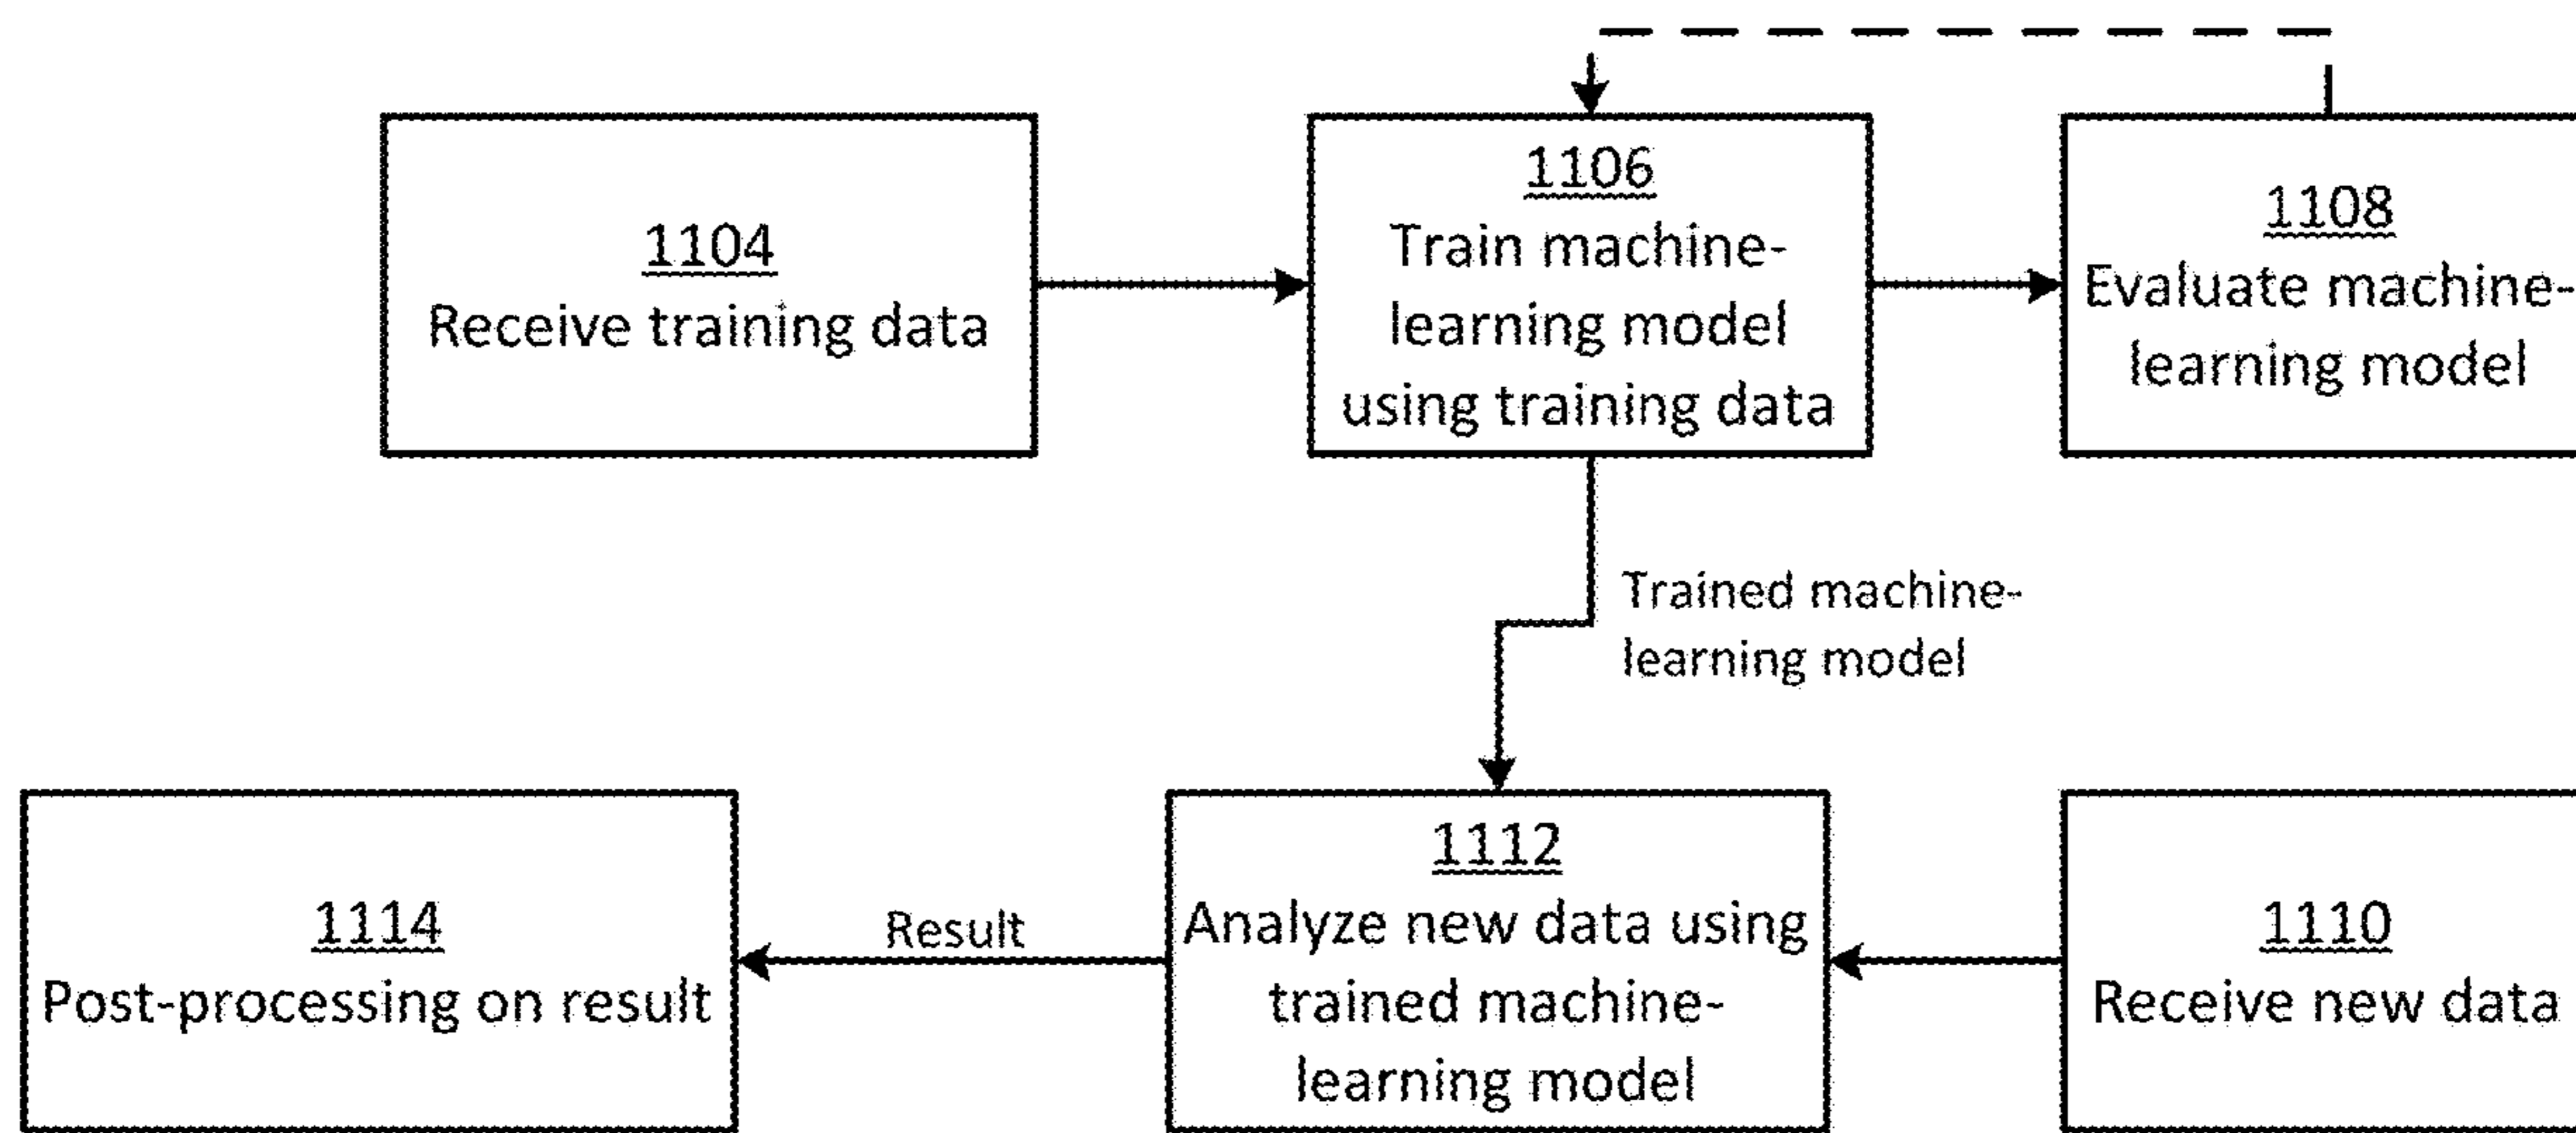 1104
Receive training data
1106
Train machine-
learning model
using training data
1108
Evaluate machine-
learning model
Trained machine-
learning model
1114
Post-processing on result
Result
1112
Analyze new data using
trained machine-
learning model
1110
Receive new data